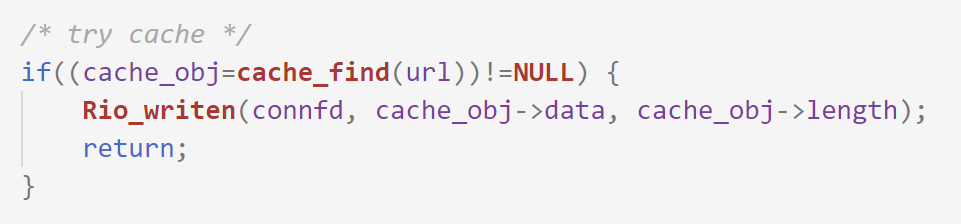 /* try cache */
if((cache_obj=cache_find(url))!=NULL) {
    Rio_writen(connfd, cache_obj->data, cache_obj->length);
    return;
}